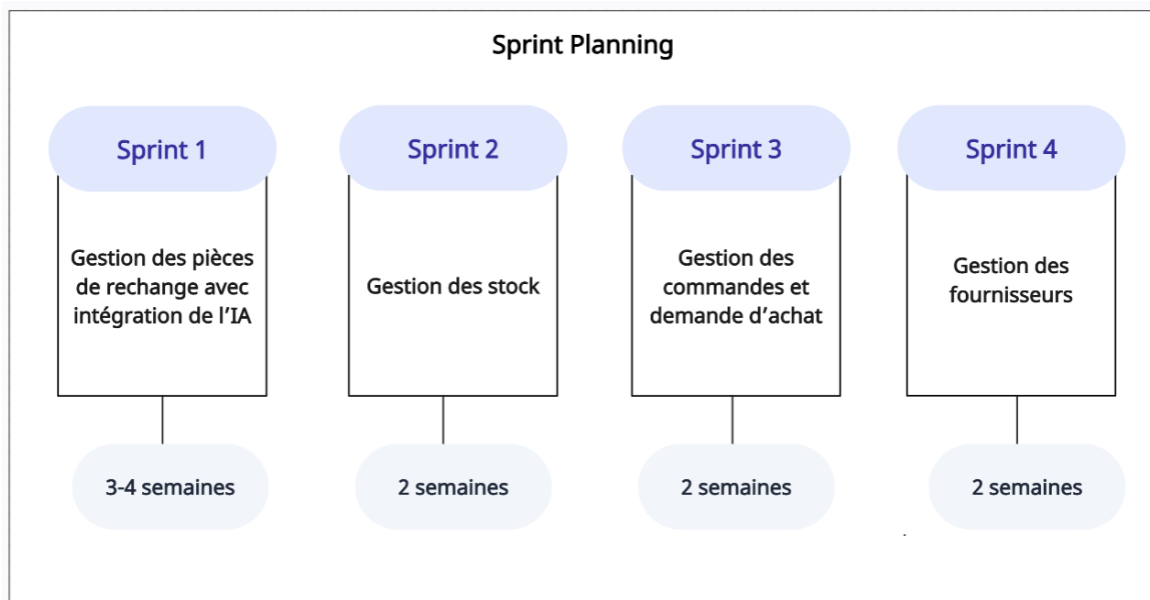 Sprint Planning
Sprint 1
Gestion des pièces
de rechange avec
intégration de l’IA
3-4 semaines
Sprint 2
Gestion des stock
2 semaines
Sprint 3
Gestion des
commandes et
demande d’achat
2 semaines
Sprint 4
Gestion des
fournisseurs
2 semaines